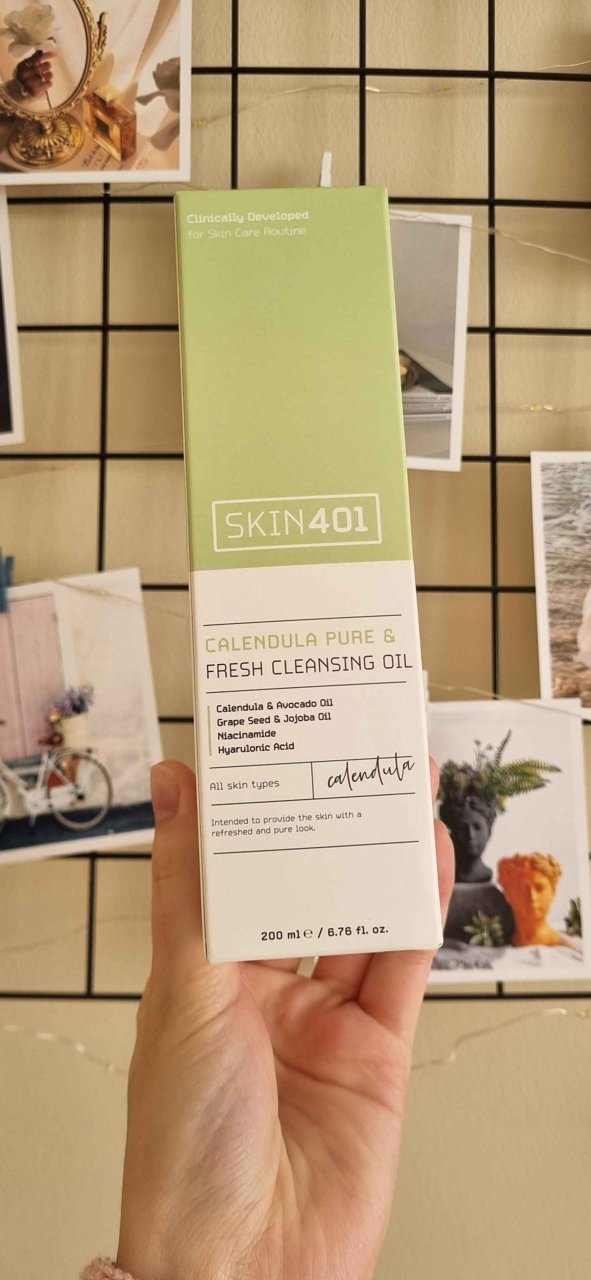 Clinically Developed
for Skin Care Routine
SKIN401
CALENDULA PURE &
FRESH CLEANSING OIL
Calendula & Avocado Oil
Grape Seed & Jojoba Oil
Niacinamide
Hyarulonic Acid
All skin types
calendula
Intended to provide the skin with a
refreshed and pure look.
200 ml ℮ / 6.76 fl. oz.